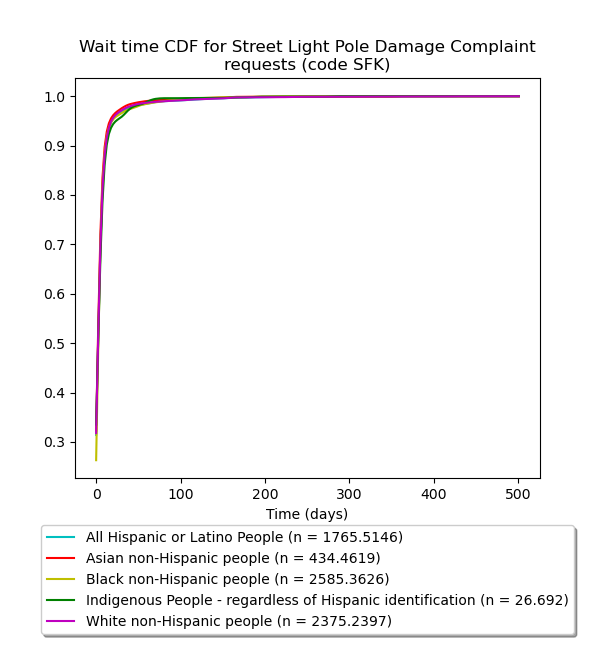 Wait time CDF for Street Light Pole Damage Complaint
requests (code SFK)
1.0
0.9
0.8
0.7
0.6
0.5
0.4
0.3
0 100 200 300 400 500
Time (days)
All Hispanic or Latino People (n = 1765.5146)
Asian non-Hispanic people (n = 434.4619)
Black non-Hispanic people (n = 2585.3626)
Indigenous People - regardless of Hispanic identification (n = 26.692)
White non-Hispanic people (n = 2375.2397)